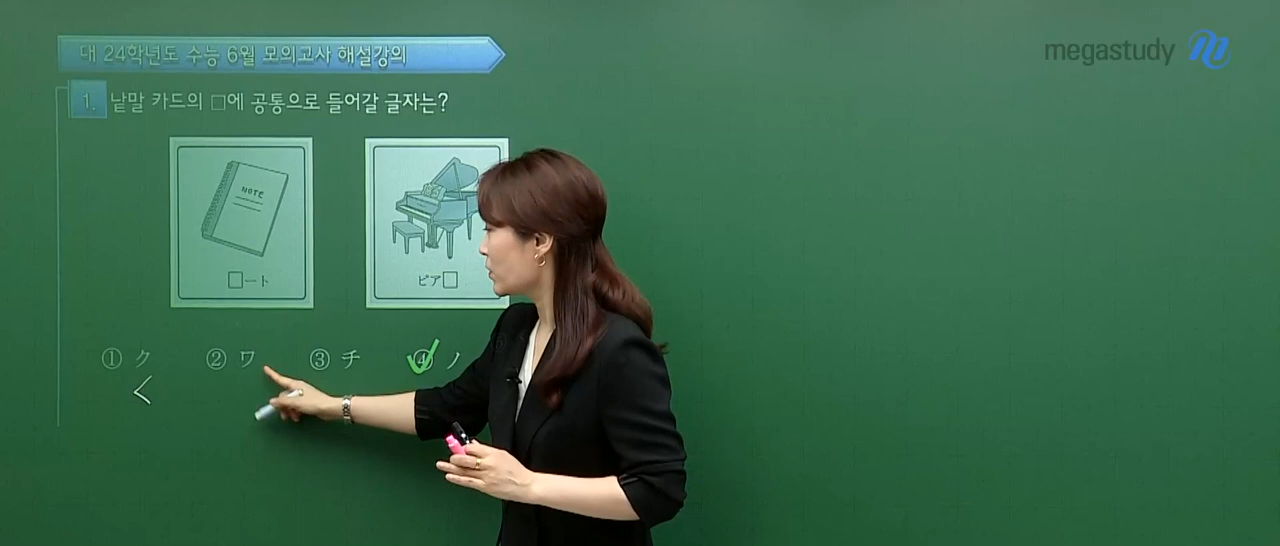 대 24학년도 수능 6월 모의고사 해설강의
megastudy
1. 낱말 카드의 □에 공통으로 들어갈 글자는?
NOTE
□ート
ピア□
① ク ② ワ ③ チ ④ ノ
く